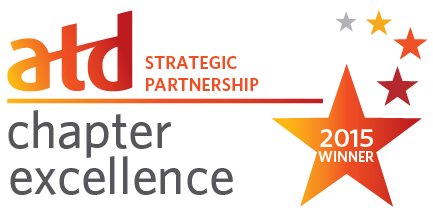 atd
STRATEGIC
PARTNERSHIP
chapter
excellence
2015
WINNER